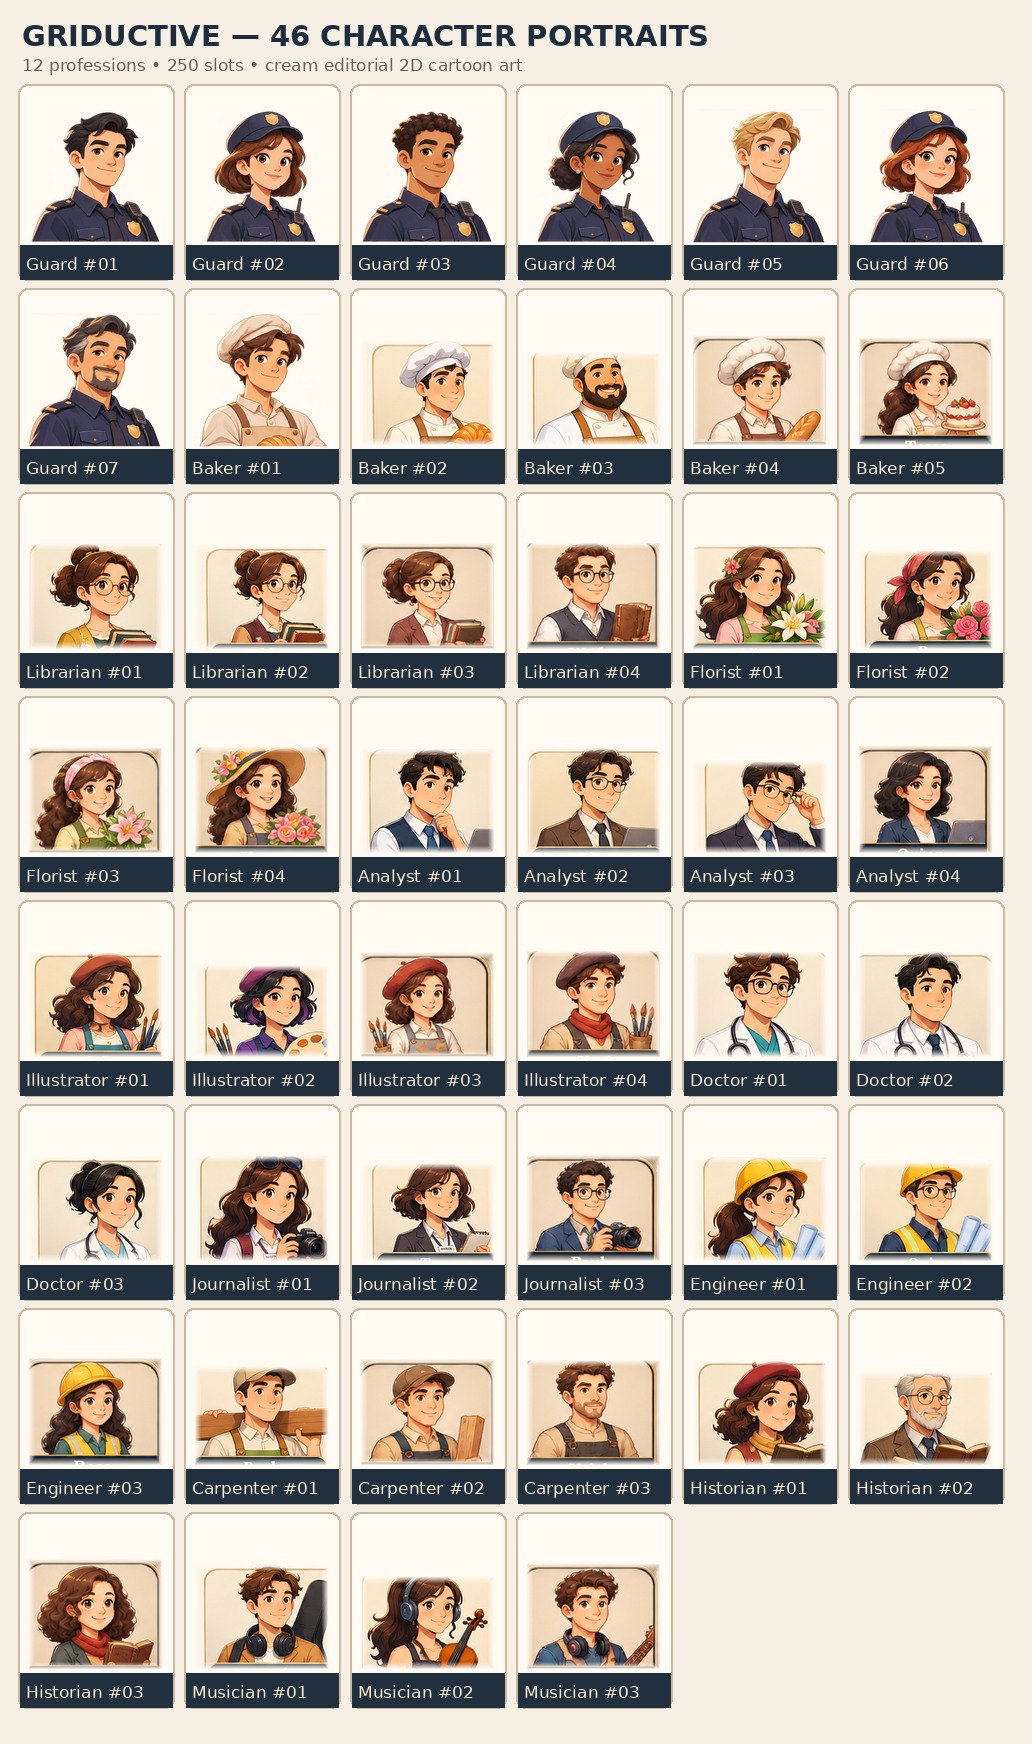 GRIDUCTIVE — 46 CHARACTER PORTRAITS
12 professions • 250 slots • cream editorial 2D cartoon art
Guard #01
Guard #02
Guard #03
Guard #04
Guard #05
Guard #06
Guard #07
Baker #01
Baker #02
Baker #03
Baker #04
Baker #05
Librarian #01
Librarian #02
Librarian #03
Librarian #04
Florist #01
Florist #02
Florist #03
Florist #04
Analyst #01
Analyst #02
Analyst #03
Analyst #04
Illustrator #01
Illustrator #02
Illustrator #03
Illustrator #04
Doctor #01
Doctor #02
Doctor #03
Journalist #01
Journalist #02
Journalist #03
Engineer #01
Engineer #02
Engineer #03
Carpenter #01
Carpenter #02
Carpenter #03
Historian #01
Historian #02
Historian #03
Musician #01
Musician #02
Musician #03